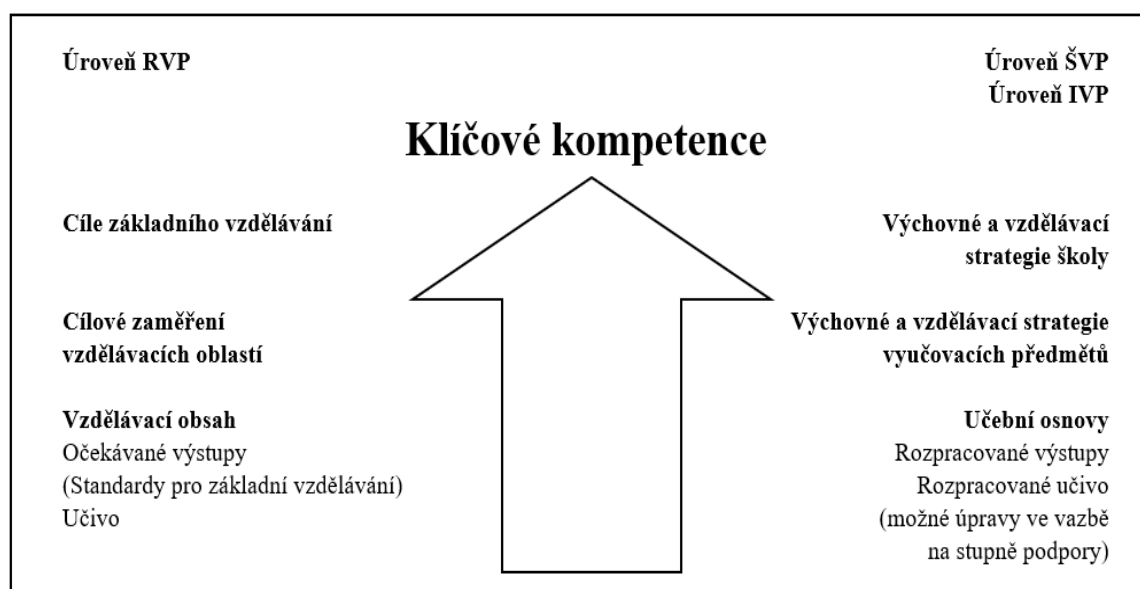 Úroveň RVP
Úroveň ŠVP
Úroveň IVP
Klíčové kompetence
Cíle základního vzdělávání
Výchovné a vzdělávací
strategie školy
Cílové zaměření
vzdělávacích oblastí
Výchovné a vzdělávací strategie
vyučovacích předmětů
Vzdělávací obsah
Očekávané výstupy
(Standardy pro základní vzdělávání)
Učivo
Učební osnovy
Rozpracované výstupy
Rozpracované učivo
(možné úpravy ve vazbě
na stupně podpory)